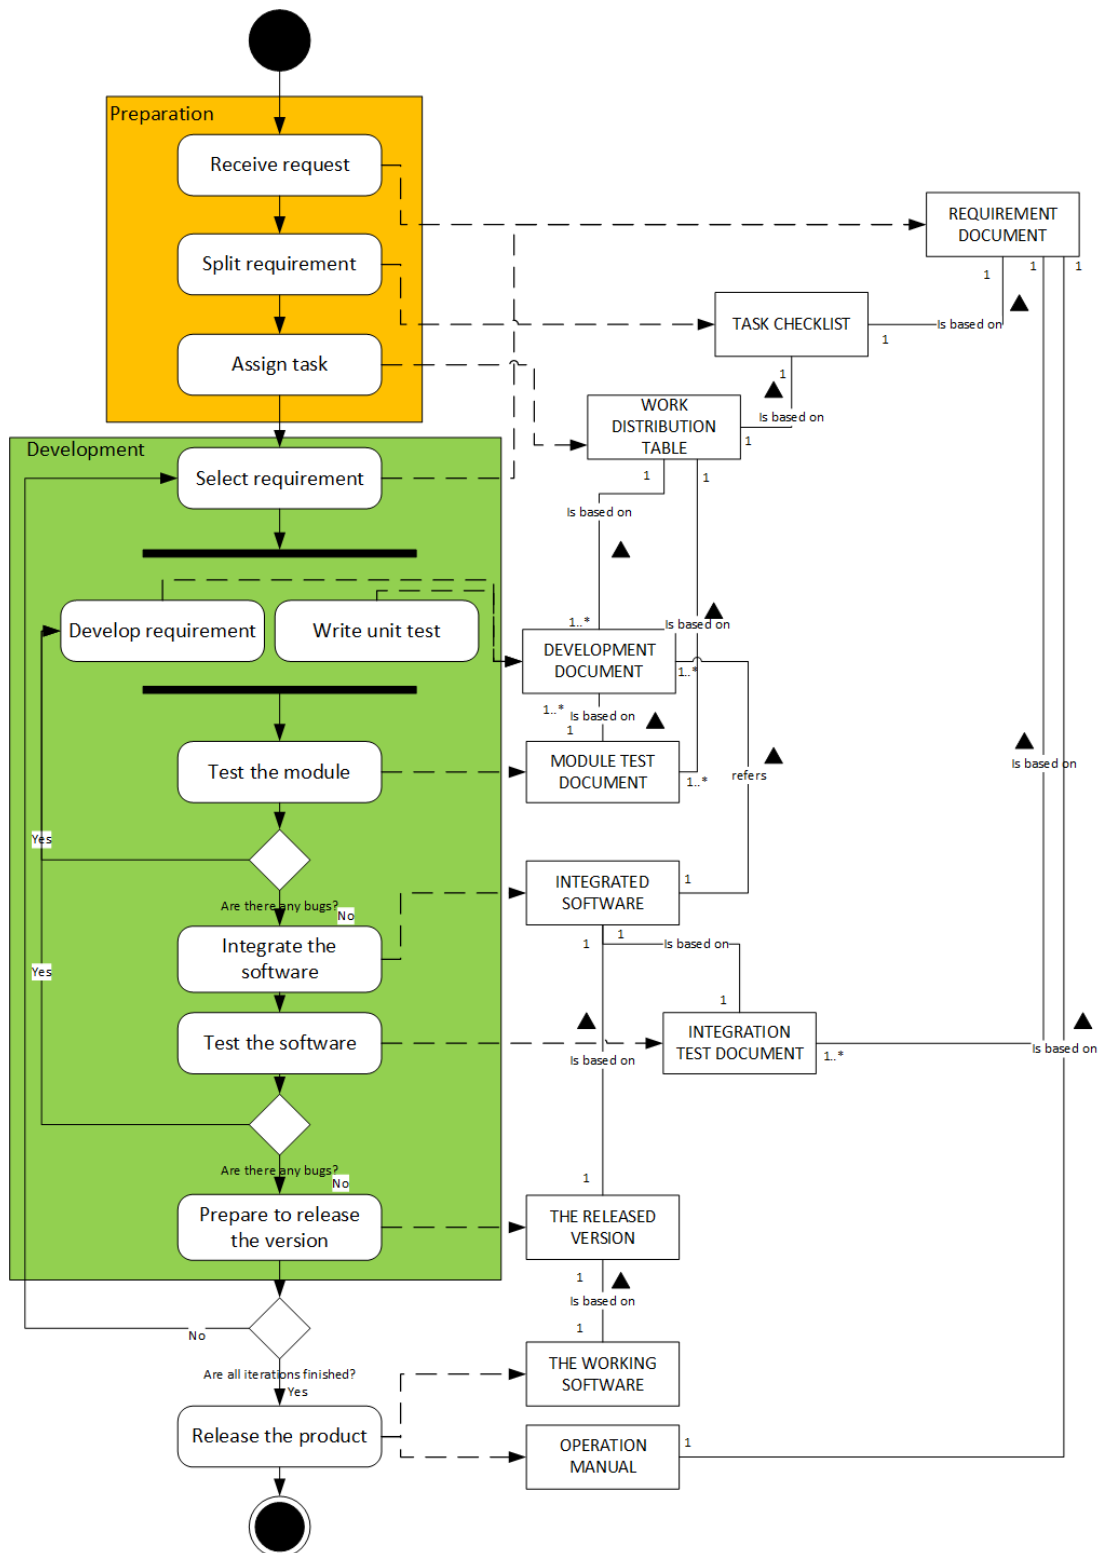 Preparation
Receive request
REQUIREMENT
DOCUMENT
Split requirement
1
1
1
TASK CHECKLIST
Is based on
1
Assign task
1
WORK
DISTRIBUTION
TABLE
Is based on
1
Development
Select requirement
1
1
Is based on
1..*
Is based on
Develop requirement
Write unit test
DEVELOPMENT
DOCUMENT
1..*
1..*
Is based on
1
Test the module
MODULE TEST
DOCUMENT
1..*
refers
Is based on
Yes
Are there any bugs?
No
INTEGRATED
SOFTWARE
1
Integrate the
software
1
1
Is based on
Yes
1
Test the software
INTEGRATION
TEST DOCUMENT
1..*
Is based on
Is based on
Are there any bugs?
No
1
Prepare to release
the version
THE RELEASED
VERSION
1
Is based on
1
No
Are all iterations finished?
Yes
THE WORKING
SOFTWARE
Release the product
OPERATION
MANUAL
1